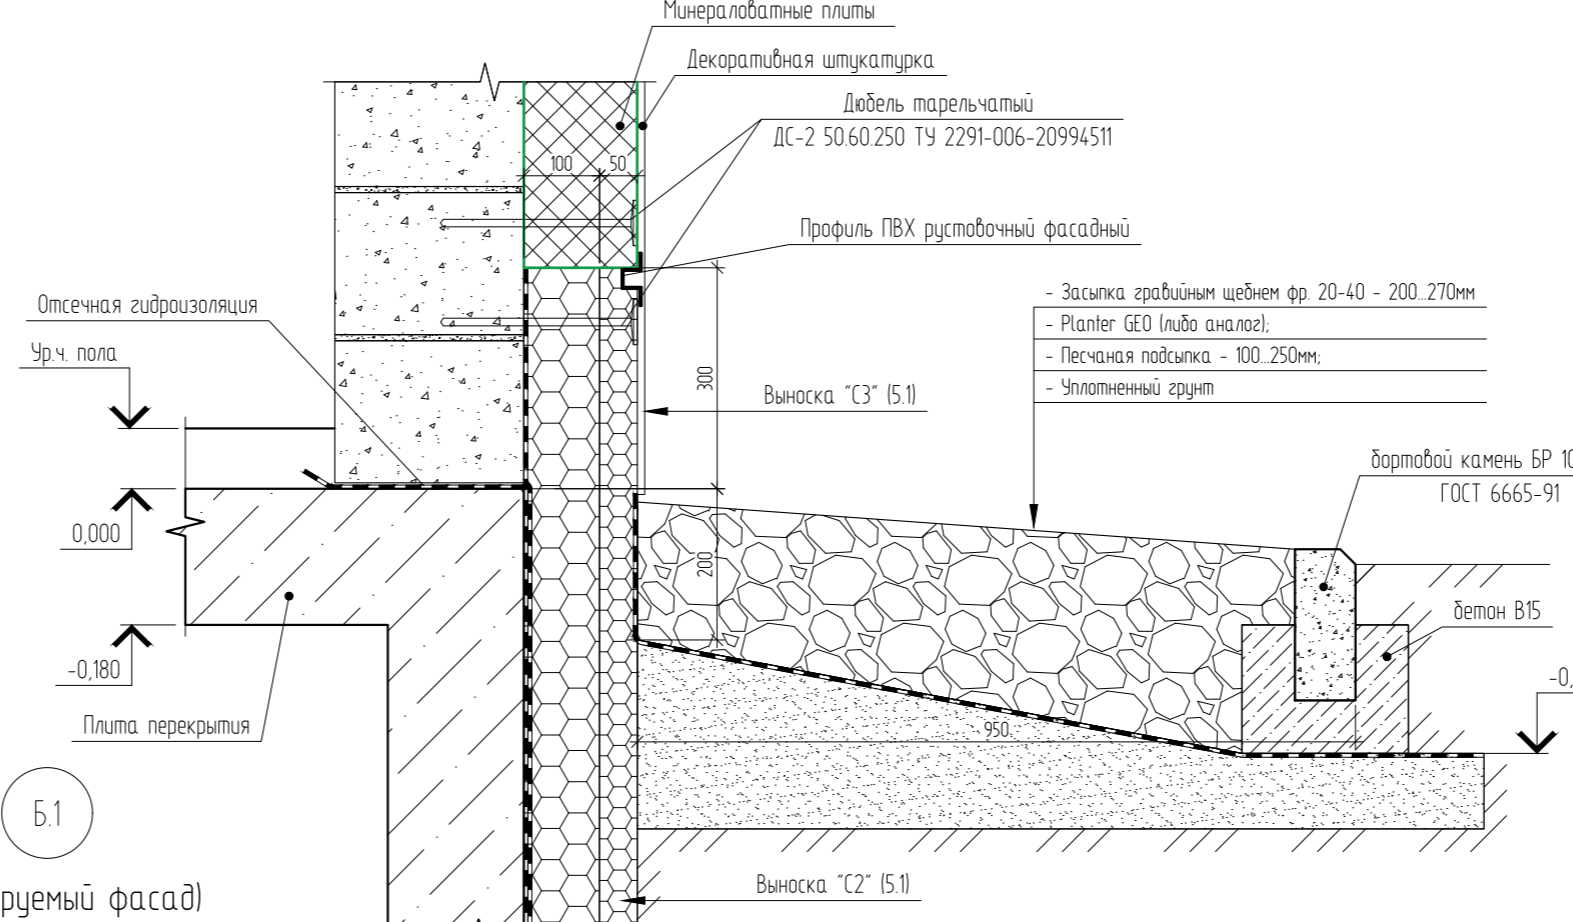 Минераловатные плиты
Декоративная штукатурка
Дюбель тарельчатый
ДС-2 50.60.250 ТУ 2291-006-20994511
100
50
Профиль ПВХ рустовочный фасадный
- Засыпка гравийным щебнем фр. 20-40 - 200...270мм
- Planter GEO (либо аналог);
- Песчаная подсыпка - 100...250мм;
- Уплотненный грунт
Отсечная гидроизоляция
Ур.ч. пола
300
Выноска "С3" (5.1)
бортовой камень БР 10
ГОСТ 6665-91
0,000
200
бетон В15
-0,180
-0,
Плита перекрытия
950
Б.1
Выноска "С2" (5.1)
руемый фасад)